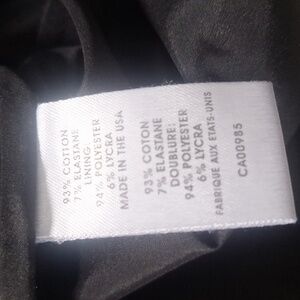 93% COTTON
7% ELASTANE
LINING:
94% POLYESTER
6% LYCRA
MADE IN THE USA
93% COTON
7% ELASTANE
DOUBLURE:
94% POLYESTER
6% LYCRA
FABRIQUE AUX ETATS-UNIS
CA00985